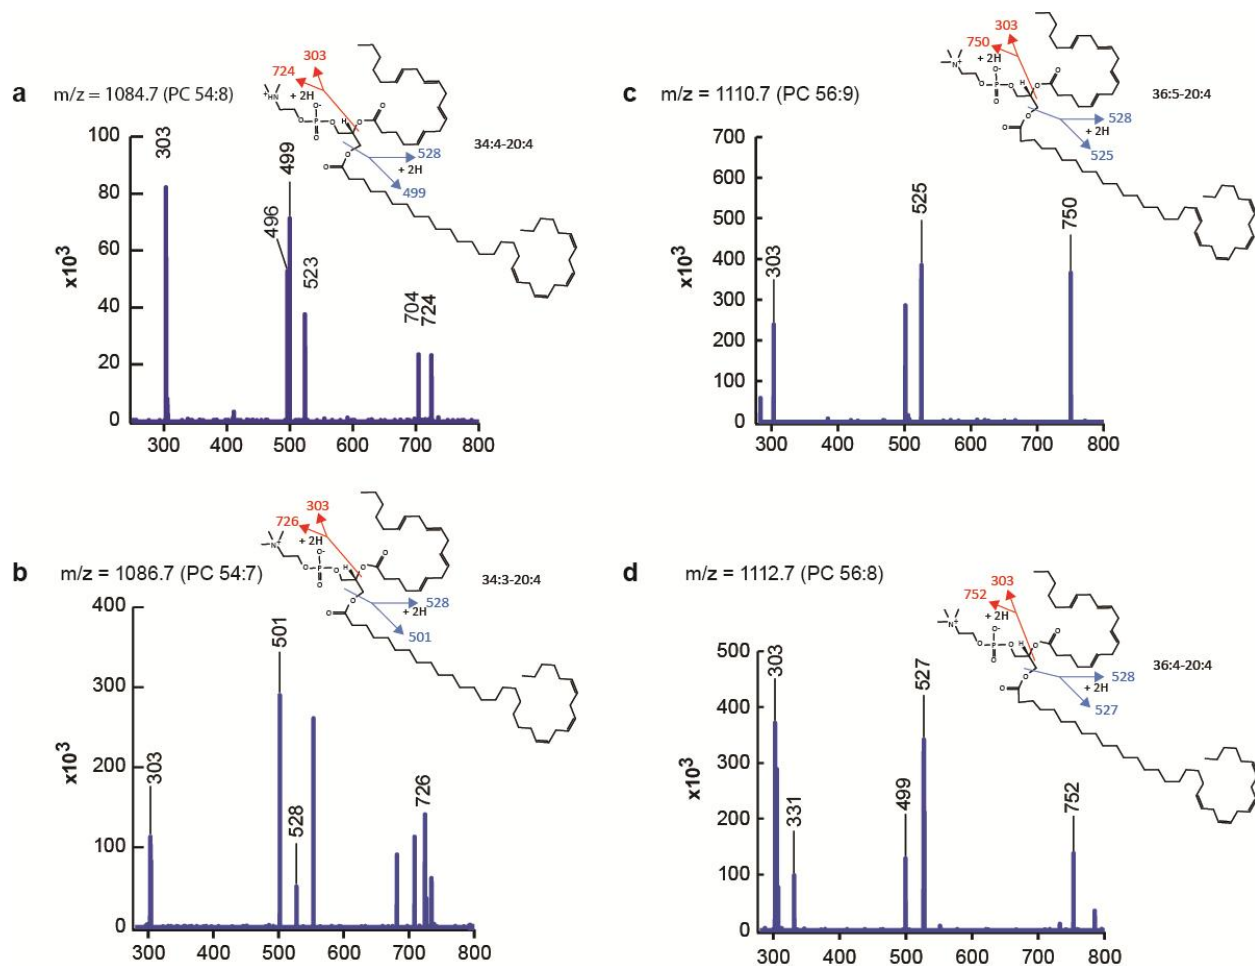 a
m/z = 1084.7 (PC 54:8)
303
724
+ 2H
34:4-20:4
528
+ 2H
499
x10³
100
80
60
40
20
0
303
496
499
523
704
724
300 400 500 600 700 800
c
m/z = 1110.7 (PC 56:9)
303
750
+ 2H
36:5-20:4
528
+ 2H
525
x10³
700
600
500
400
300
200
100
0
303
525
750
300 400 500 600 700 800
b
m/z = 1086.7 (PC 54:7)
303
726
+ 2H
34:3-20:4
528
+ 2H
501
x10³
400
300
200
100
0
303
501
528
726
300 400 500 600 700 800
d
m/z = 1112.7 (PC 56:8)
303
752
+ 2H
36:4-20:4
528
+ 2H
527
x10³
500
400
300
200
100
0
303
331
499
527
752
300 400 500 600 700 800